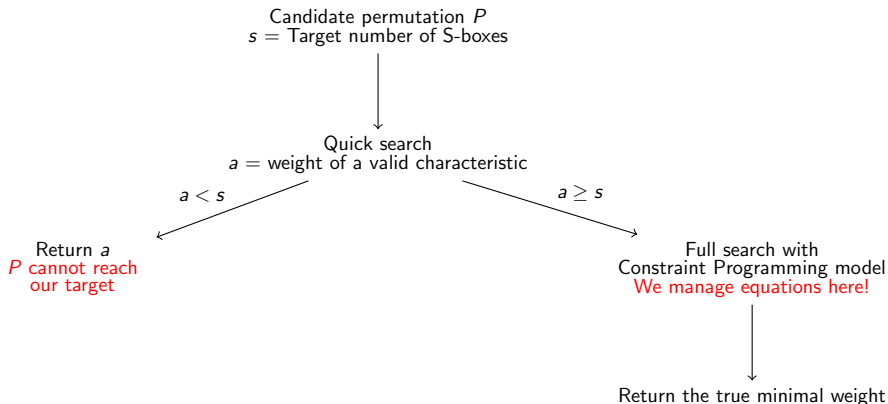 Candidate permutation P
s = Target number of S-boxes
Quick search
a = weight of a valid characteristic
a < s
a ≥ s
Return a
P cannot reach
our target
Full search with
Constraint Programming model
We manage equations here!
Return the true minimal weight